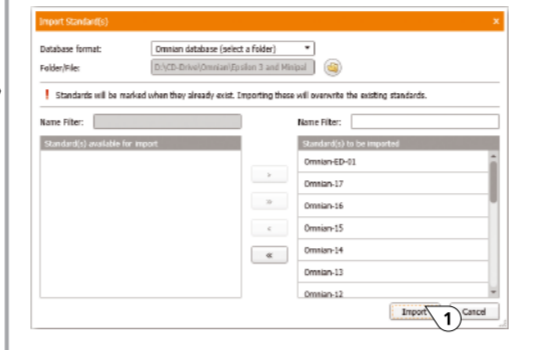 Import Standard(s) ×
Database format: Omnian database (select a folder)
Folder/File: D:\CD-Drive\Omnian\Epsilon 3 and Minipal
! Standards will be marked when they already exist. Importing these will overwrite the existing standards.
Name Filter: Name Filter:
Standard(s) available for import Standard(s) to be imported
Omnian-ED-01
> Omnian-17
» Omnian-16
< Omnian-15
« Omnian-14
Omnian-13
Omnian-12
Import 1 Cancel